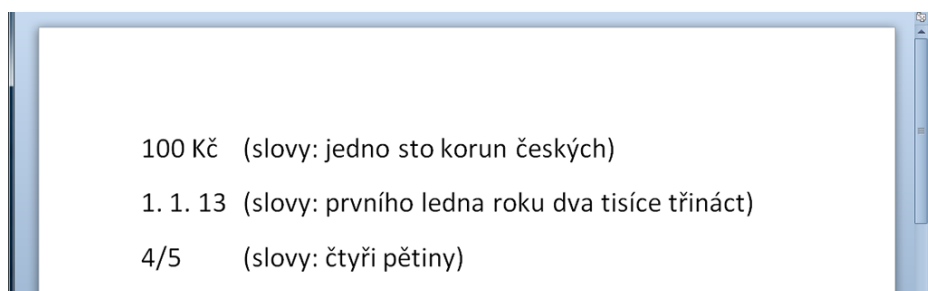 100 Kč (slovy: jedno sto korun českých)
1. 1. 13 (slovy: prvního ledna roku dva tisíce třináct)
4/5 (slovy: čtyři pětiny)